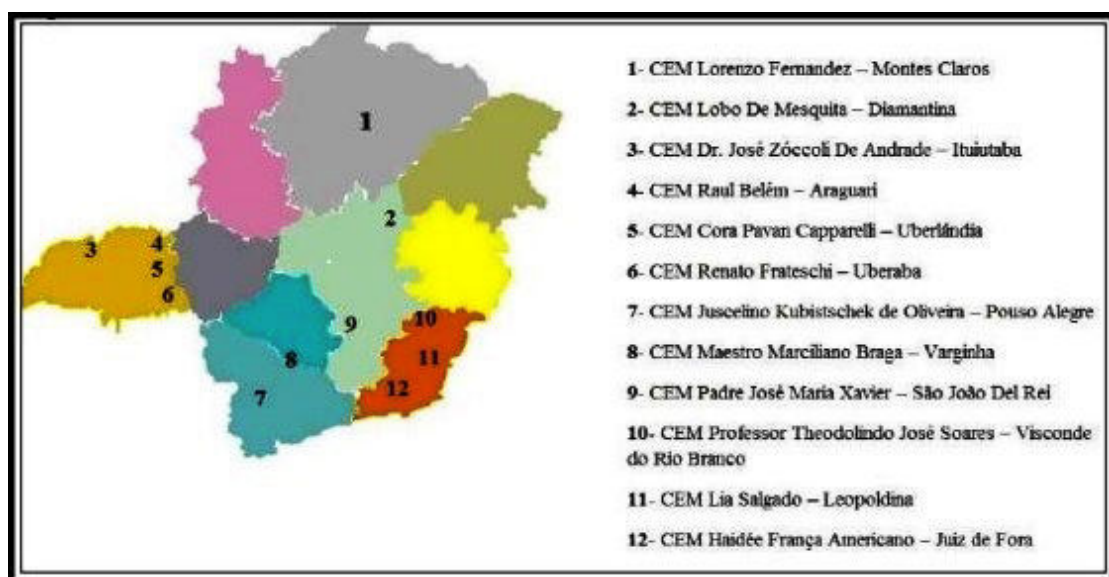 1
2
3
4
5
6
7
8
9
10
11
12
1- CEM Lorenzo Fernandez – Montes Claros
2- CEM Lobo De Mesquita – Diamantina
3- CEM Dr. José Zóccoli De Andrade – Ituiutaba
4- CEM Raul Belém – Araguari
5- CEM Cora Pavan Capparelli – Uberlândia
6- CEM Renato Frateschi – Uberaba
7- CEM Juscelino Kubistschek de Oliveira – Pouso Alegre
8- CEM Maestro Marciliano Braga – Varginha
9- CEM Padre José Maria Xavier – São João Del Rei
10- CEM Professor Theodolindo José Soares – Visconde
do Rio Branco
11- CEM Lia Salgado – Leopoldina
12- CEM Haidée França Americano – Juiz de Fora